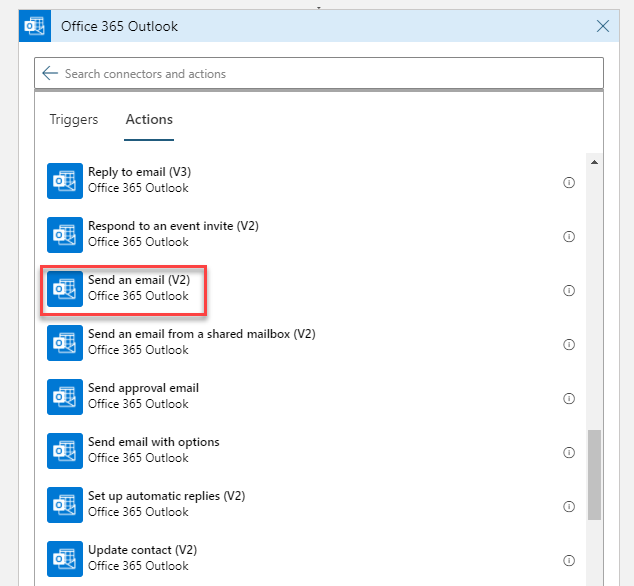 Office 365 Outlook
Search connectors and actions
Triggers Actions
Reply to email (V3)
Office 365 Outlook
Respond to an event invite (V2)
Office 365 Outlook
Send an email (V2)
Office 365 Outlook
Send an email from a shared mailbox (V2)
Office 365 Outlook
Send approval email
Office 365 Outlook
Send email with options
Office 365 Outlook
Set up automatic replies (V2)
Office 365 Outlook
Update contact (V2)
Office 365 Outlook